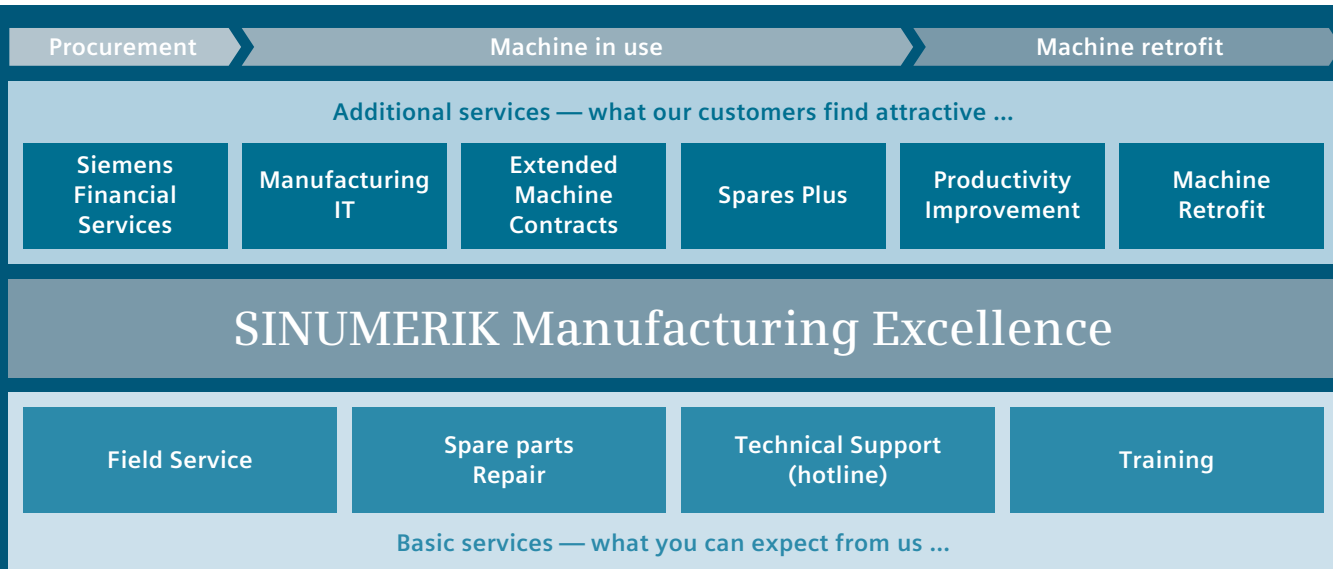 Procurement
Machine in use
Machine retrofit
Additional services — what our customers find attractive ...
Siemens
Financial
Services
Manufacturing
IT
Extended
Machine
Contracts
Spares Plus
Productivity
Improvement
Machine
Retrofit
SINUMERIK Manufacturing Excellence
Field Service
Spare parts
Repair
Technical Support
(hotline)
Training
Basic services — what you can expect from us ...